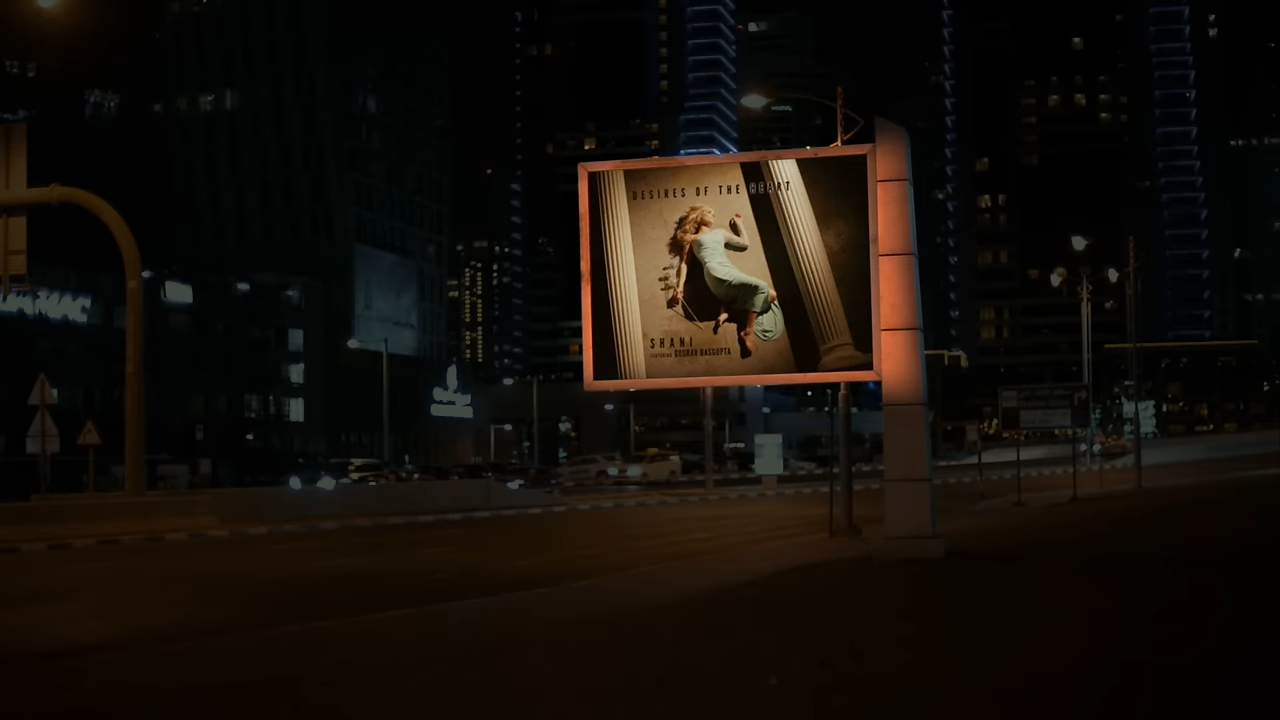 DESIRES OF THE HEART
SHANI
FEATURING GOURAV DASGUPTA